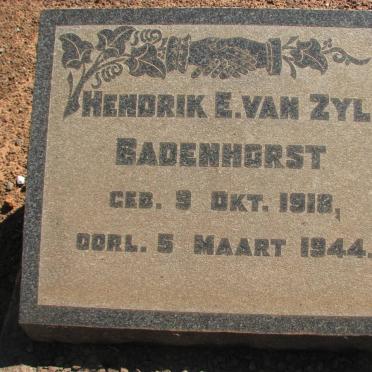 HENDRIK E. VAN ZYL
BADENHORST
GEB. 9 OKT. 1918,
OORL. 5 MAART 1944.